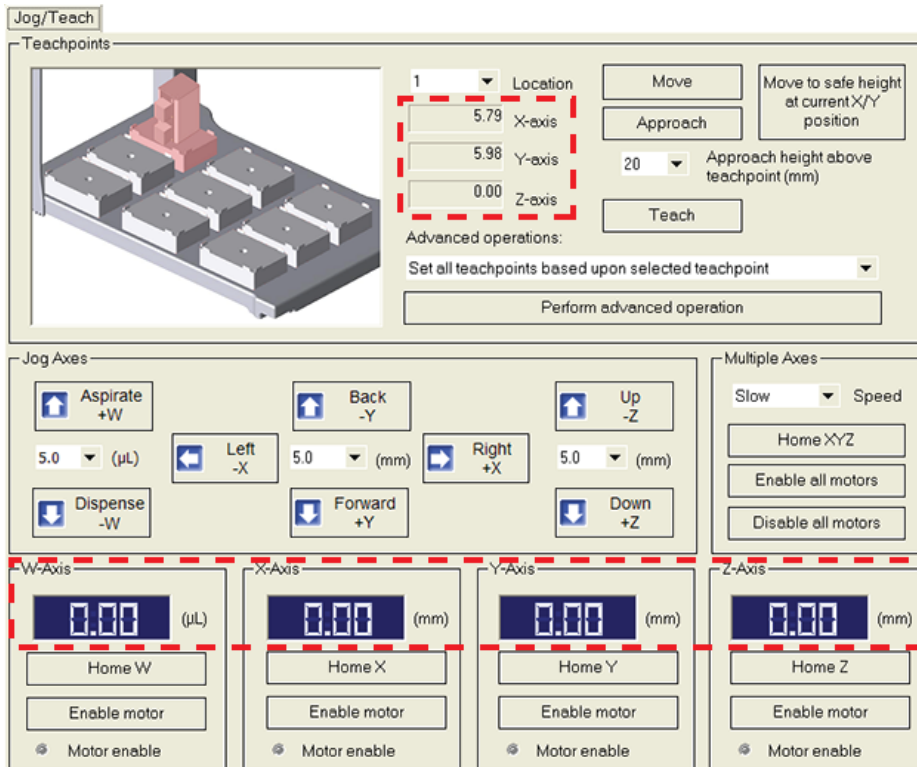 Jog/Teach
Teachpoints
1 Location
5.79 X-axis
5.98 Y-axis
0.00 Z-axis
Move
Approach
Move to safe height
at current X/Y
position
20 Approach height above
teachpoint (mm)
Teach
Advanced operations:
Set all teachpoints based upon selected teachpoint
Perform advanced operation
Jog Axes
Aspirate
+W
5.0 (µL)
Dispense
-W
Left
-X
Back
-Y
5.0 (mm)
Forward
+Y
Right
+X
Up
-Z
5.0 (mm)
Down
+Z
Multiple Axes
Slow Speed
Home XYZ
Enable all motors
Disable all motors
W-Axis
0.00 (µL)
Home W
Enable motor
Motor enable
X-Axis
0.00 (mm)
Home X
Enable motor
Motor enable
Y-Axis
0.00 (mm)
Home Y
Enable motor
Motor enable
Z-Axis
0.00 (mm)
Home Z
Enable motor
Motor enable